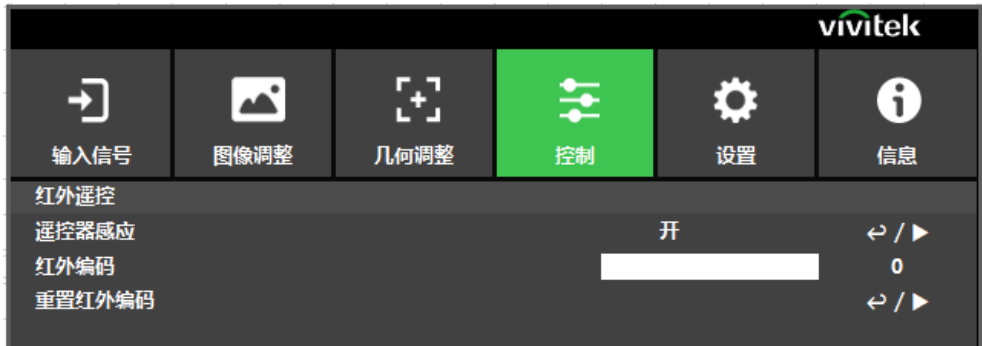 vivitek
输入信号 图像调整 几何调整 控制 设置 信息
红外遥控
遥控器感应 开 /
红外编码 0
重置红外编码 /